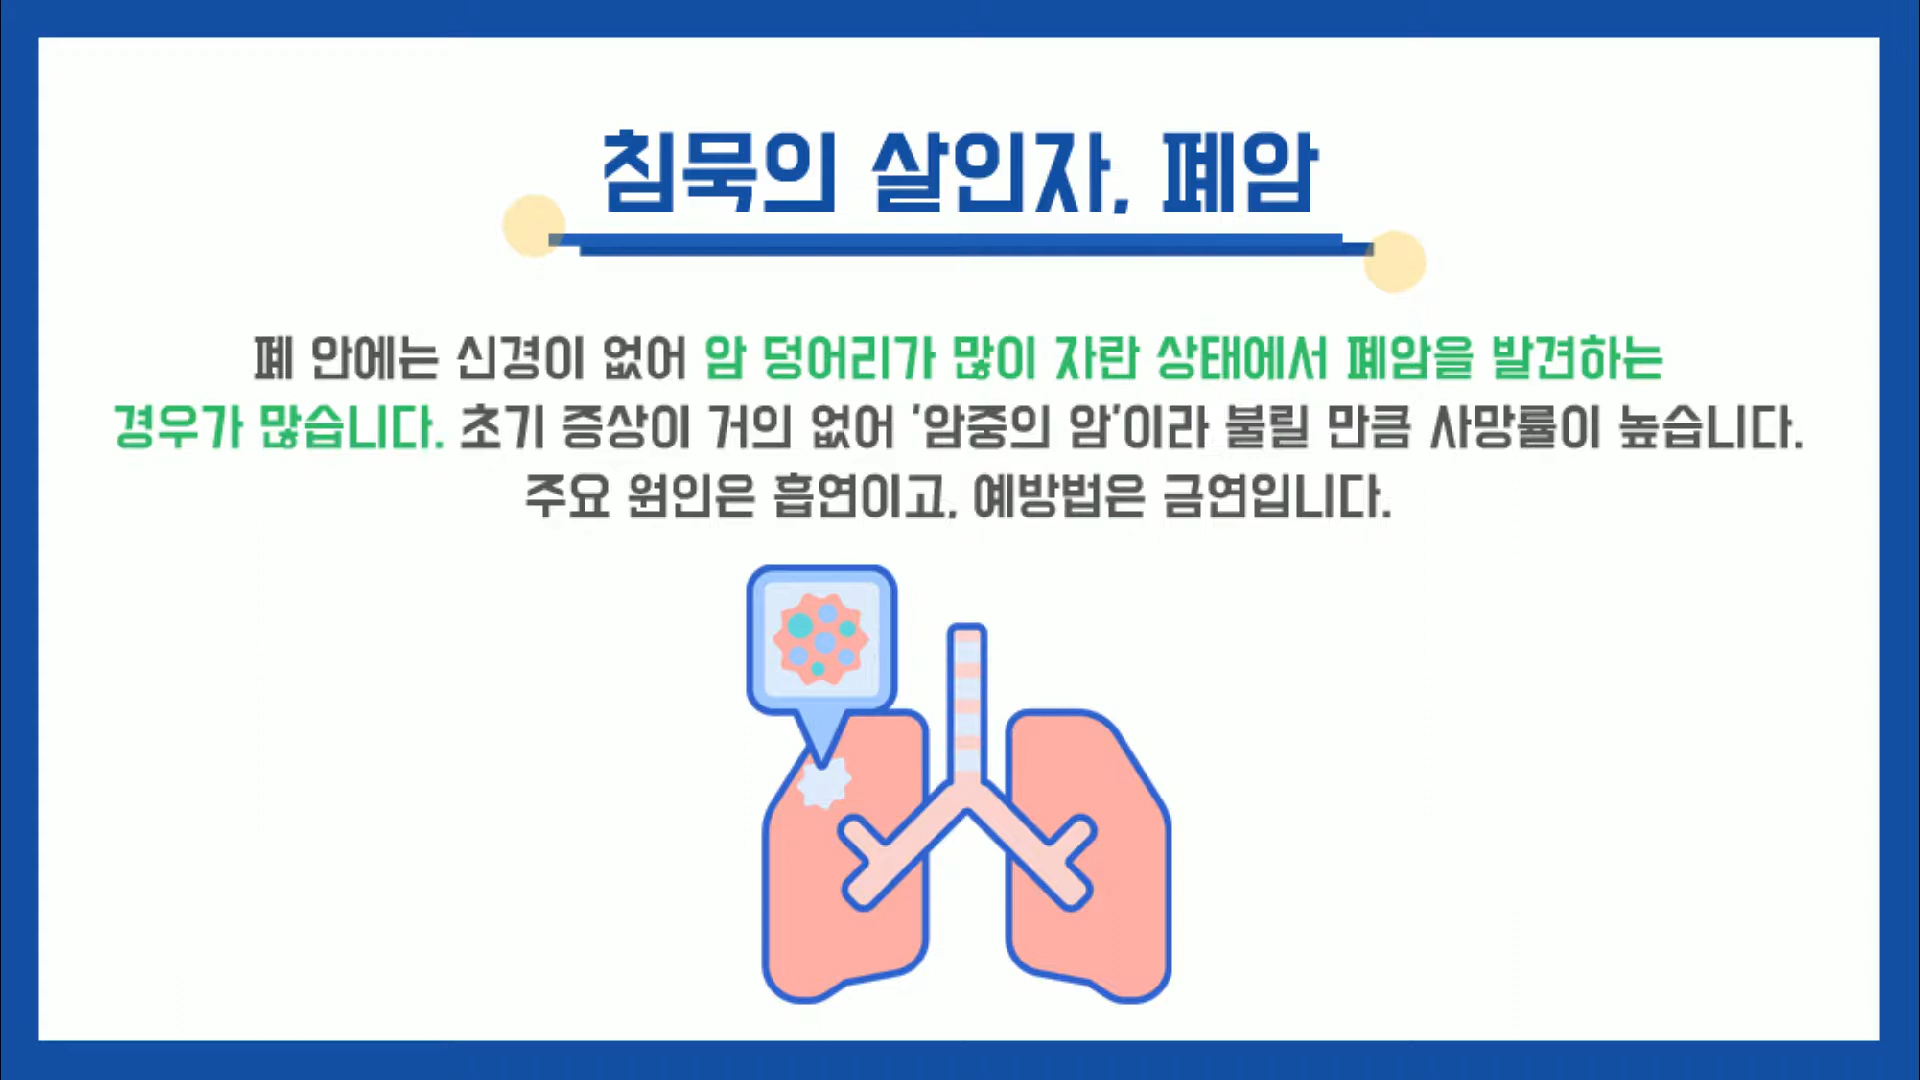 침묵의 살인자, 폐암
폐 안에는 신경이 없어 암 덩어리가 많이 자란 상태에서 폐암을 발견하는
경우가 많습니다. 초기 증상이 거의 없어 '암중의 암'이라 불릴 만큼 사망률이 높습니다.
주요 원인은 흡연이고, 예방법은 금연입니다.